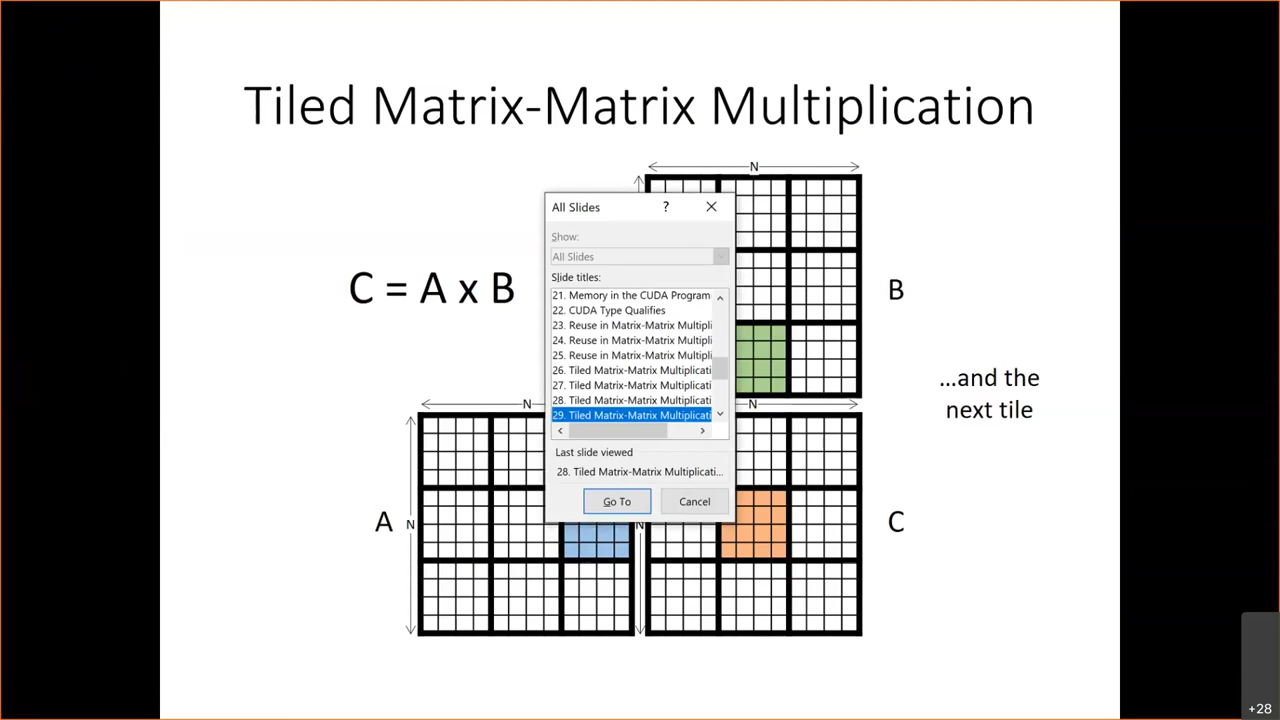 Tiled Matrix-Matrix Multiplication
N
All Slides
?
Show:
All Slides
Slide titles:
21. Memory in the CUDA Program
22. CUDA Type Qualifies
23. Reuse in Matrix-Matrix Multipli
24. Reuse in Matrix-Matrix Multipli
25. Reuse in Matrix-Matrix Multipli
26. Tiled Matrix-Matrix Multiplicati
27. Tiled Matrix-Matrix Multiplicati
28. Tiled Matrix-Matrix Multiplicati
29. Tiled Matrix-Matrix Multiplicati
Last slide viewed
28. Tiled Matrix-Matrix Multiplicati...
Go To
Cancel
C = A x B
B
...and the
next tile
N
N
A
N
N
C
+28